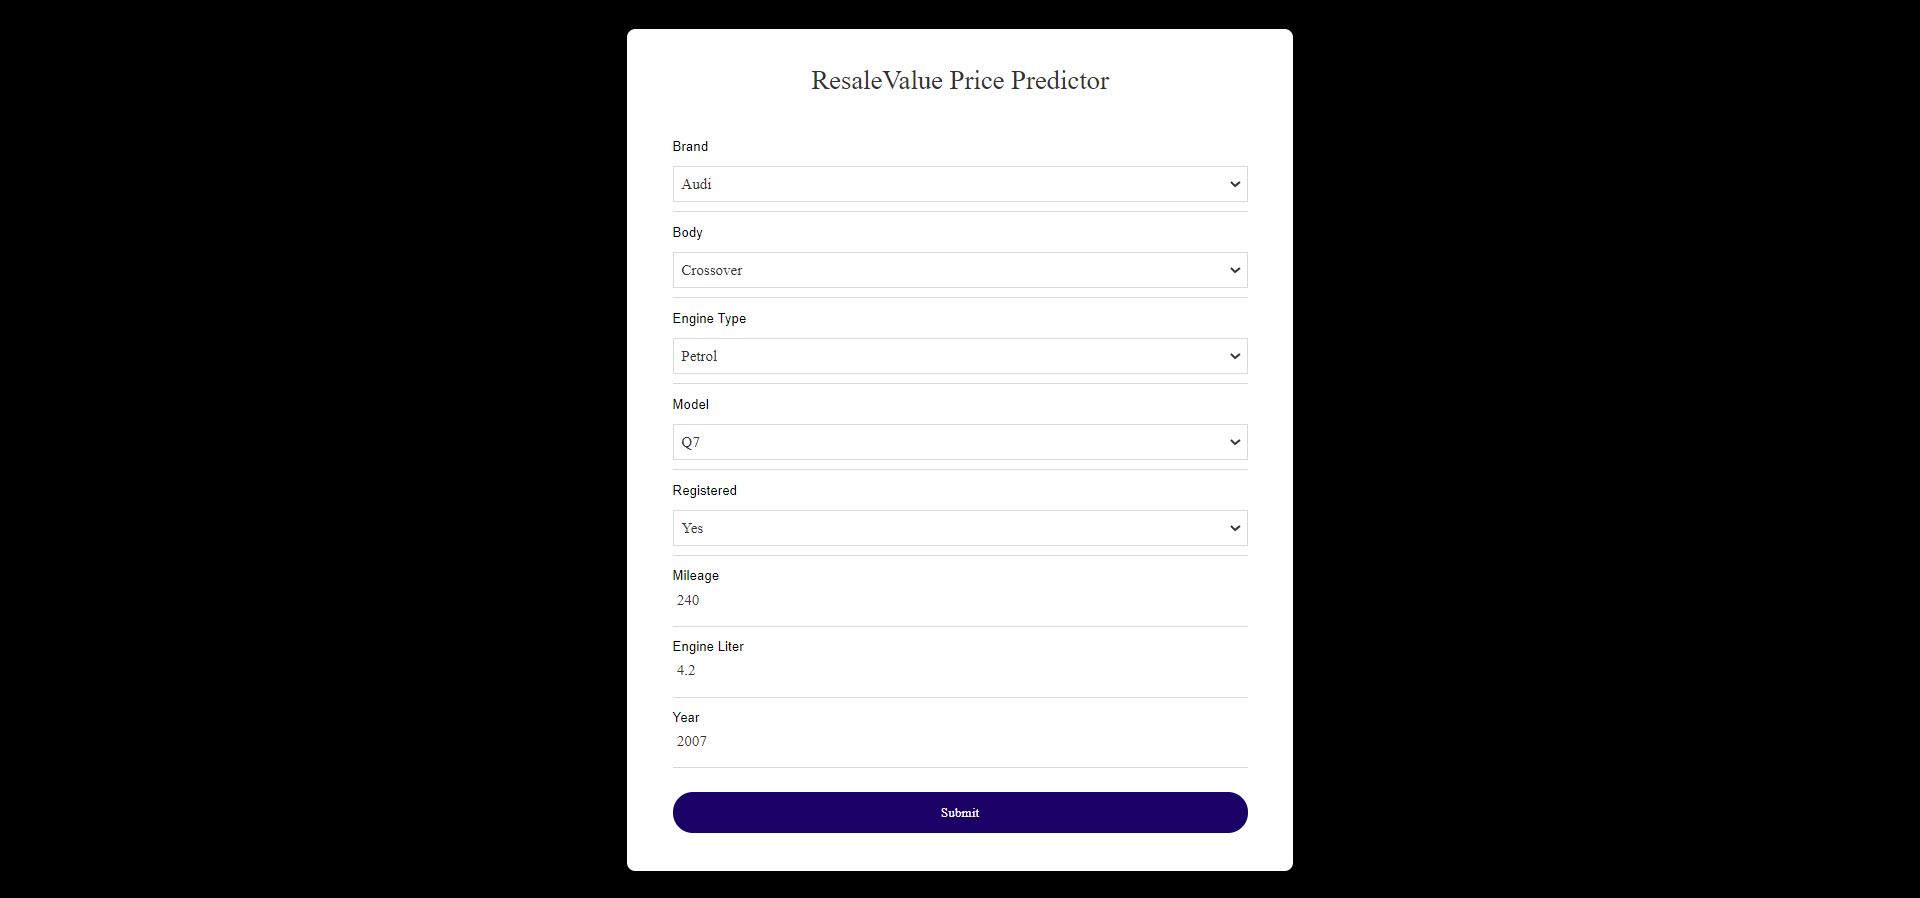 ResaleValue Price Predictor
Brand
Audi
Body
Crossover
Engine Type
Petrol
Model
Q7
Registered
Yes
Mileage
240
Engine Liter
4.2
Year
2007
Submit